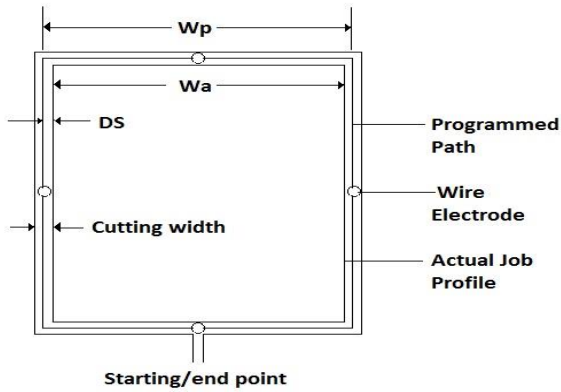 Wp
Wa
DS
Programmed
Path
Wire
Electrode
Cutting width
Actual Job
Profile
Starting/end point